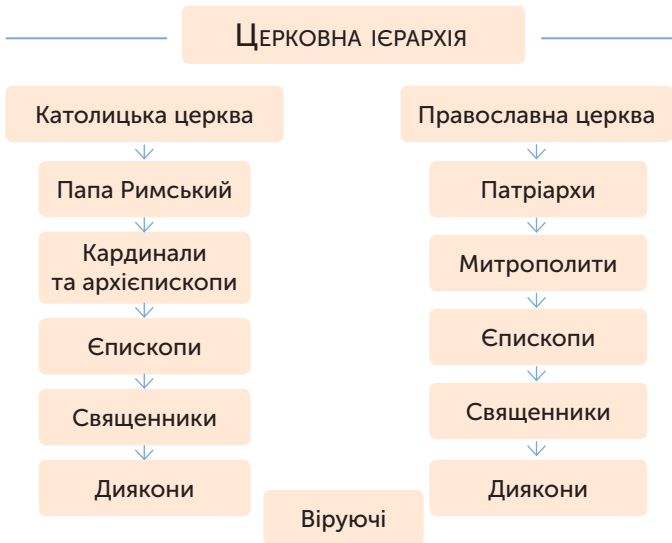 Церковна ієрархія
Католицька церква
Папа Римський
Кардинали
та архієпископи
Єпископи
Священники
Диякони
Православна церква
Патріархи
Митрополити
Єпископи
Священники
Диякони
Віруючі